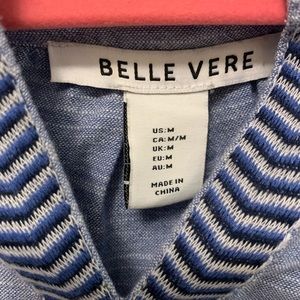 BELLE VERE
US:M
CA:M/M
UK:M
EU:M
AU:M
MADE IN
CHINA